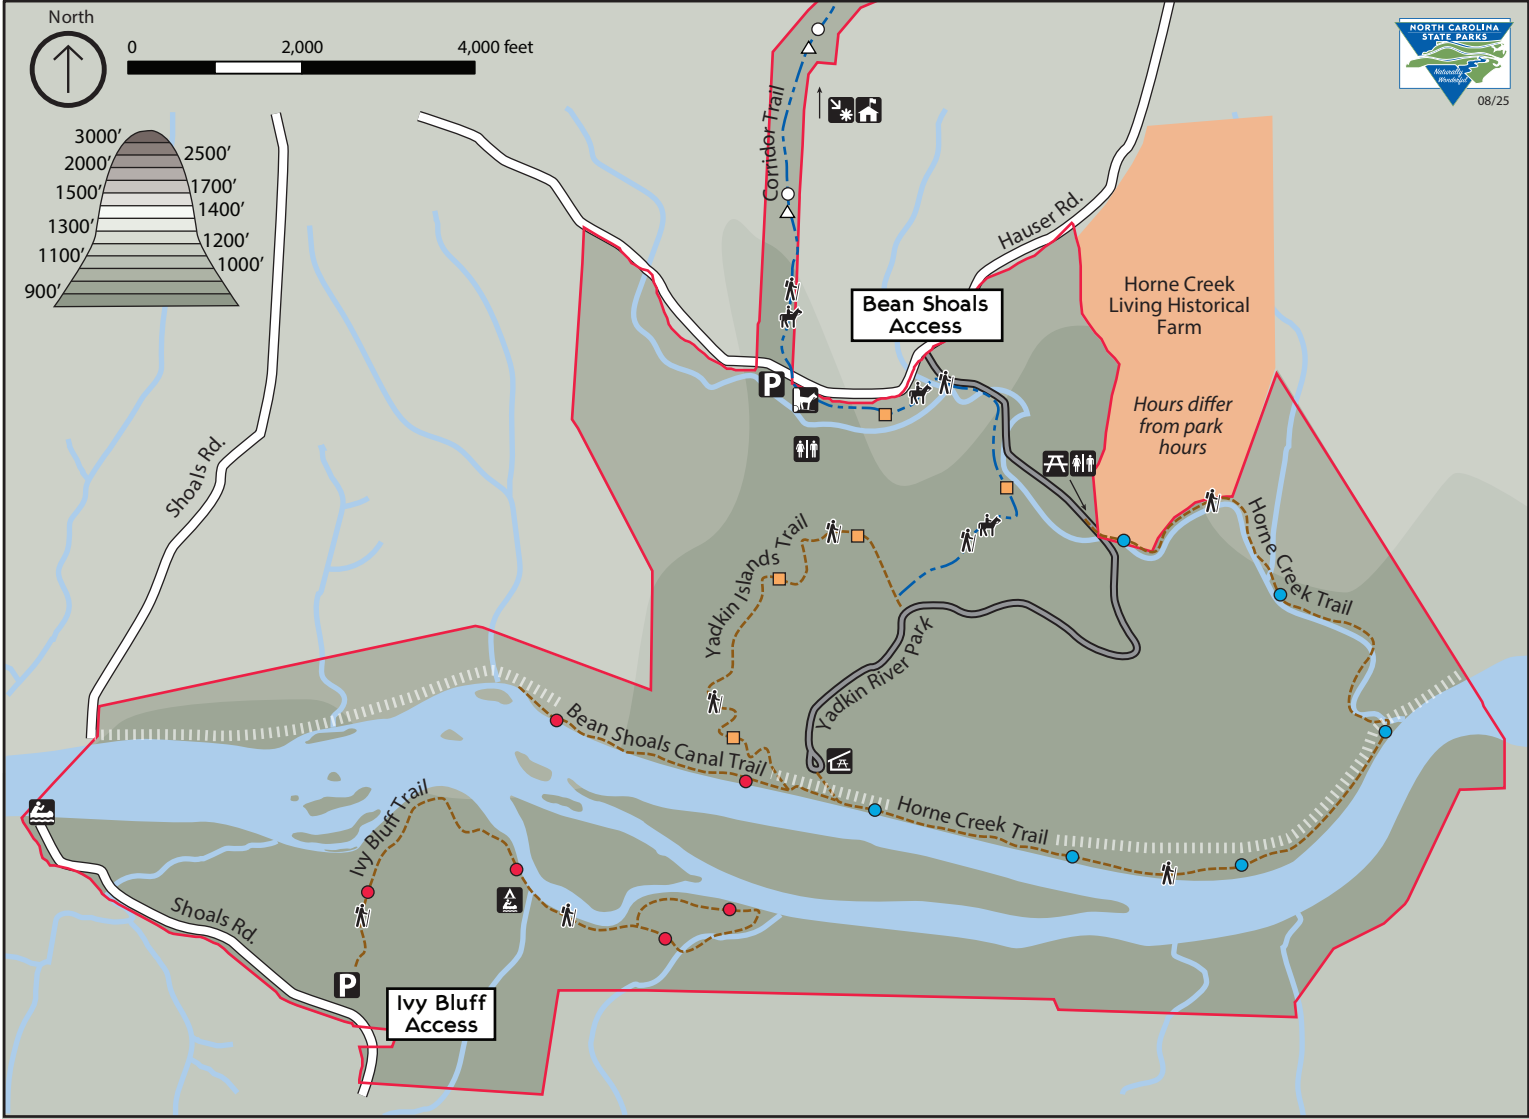 North
0
2,000
4,000 feet
NORTH CAROLINA
STATE PARKS
Naturally
Wonderful
08/25
3000′
2500′
2000′
1700′
1500′
1400′
1300′
1200′
1100′
1000′
900′
Corridor Trail
Hauser Rd.
Bean Shoals
Access
Horne Creek
Living Historical
Farm
Hours differ
from park
hours
P
Shoals Rd.
Yadkin Islands Trail
Horne Creek Trail
Yadkin River Park
Bean Shoals Canal Trail
Horne Creek Trail
Ivy Bluff Trail
Shoals Rd.
P
Ivy Bluff
Access